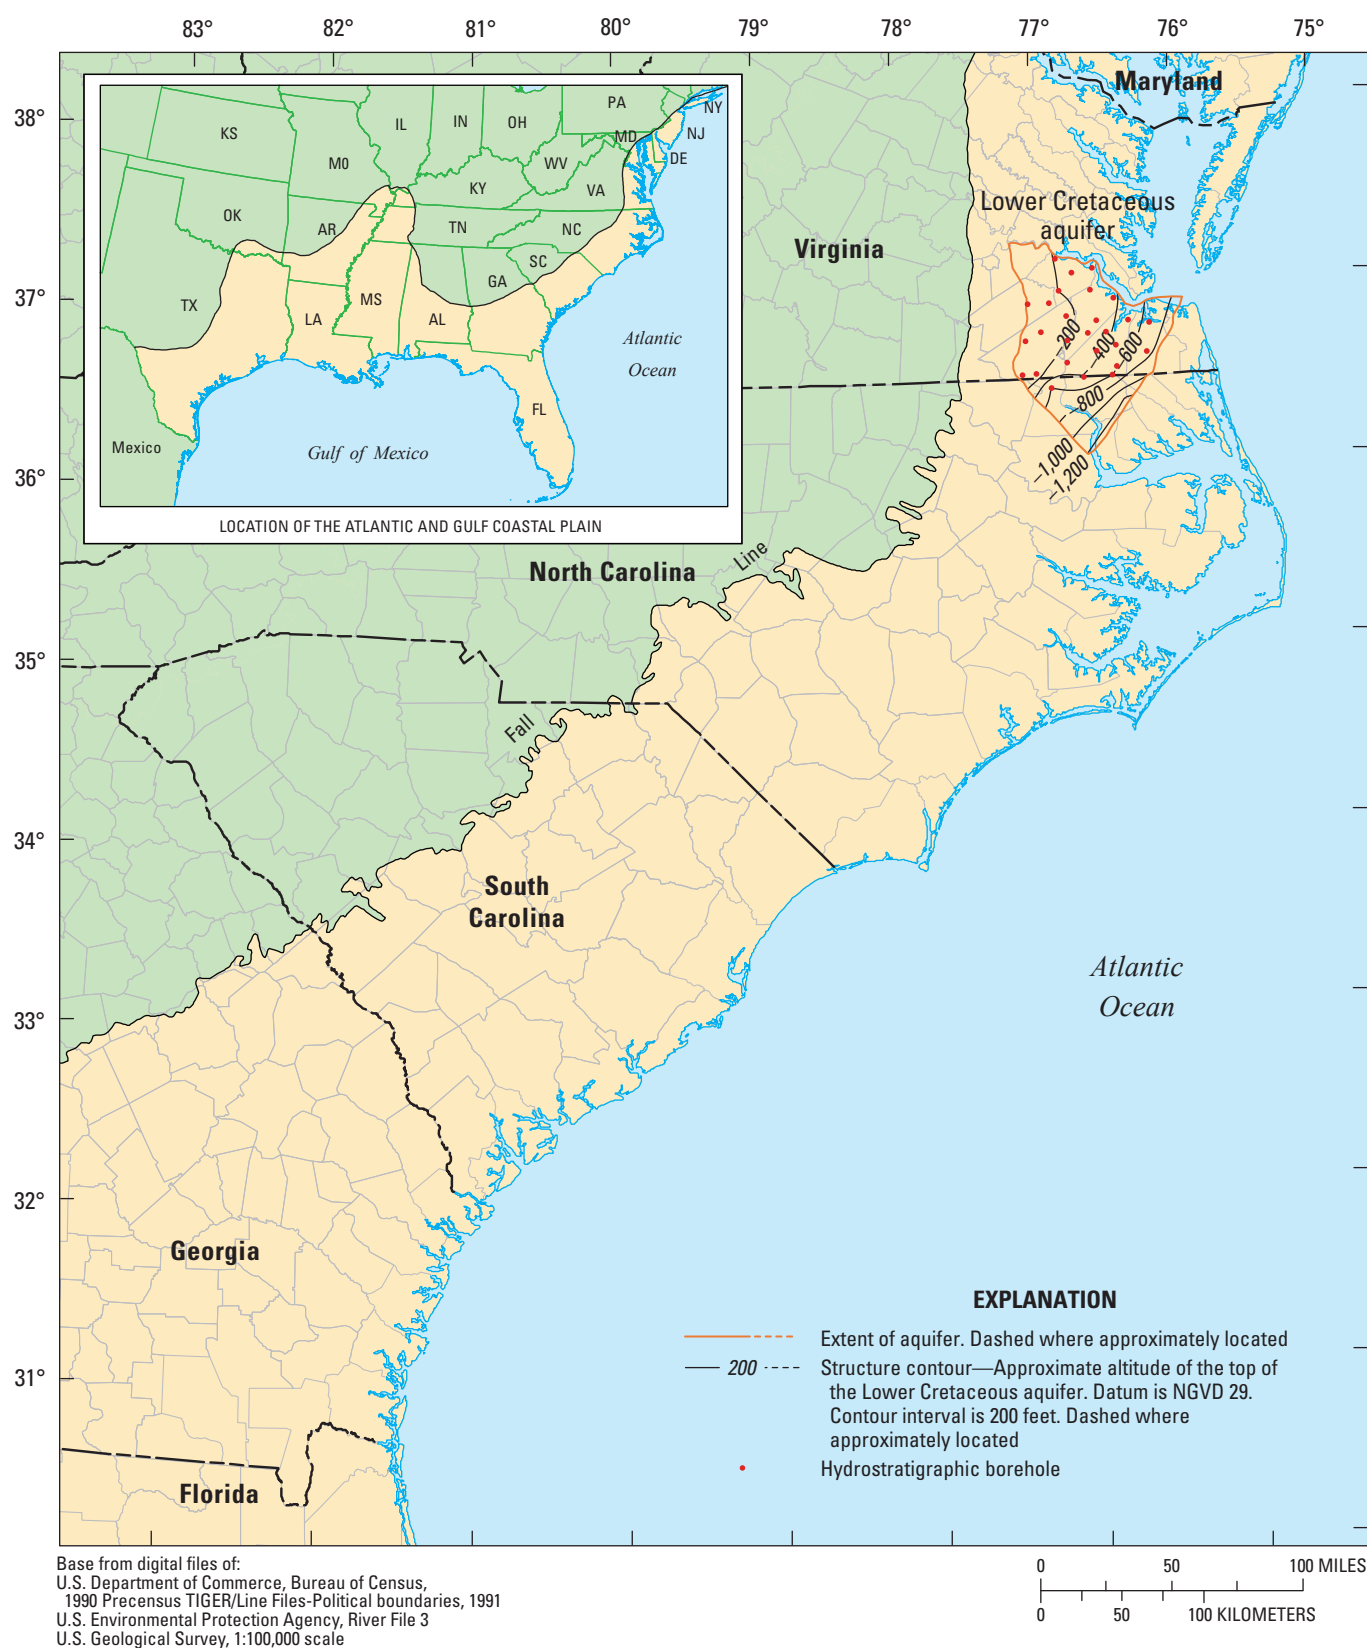 83°
82°
81°
80°
79°
78°
77°
76°
75°
38°
37°
36°
35°
34°
33°
32°
31°
KS
MO
IL
IN
OH
PA
NY
NJ
MD
DE
WV
VA
KY
OK
AR
TN
NC
SC
GA
TX
LA
MS
AL
FL
Mexico
Gulf of Mexico
Atlantic
Ocean
LOCATION OF THE ATLANTIC AND GULF COASTAL PLAIN
Maryland
Lower Cretaceous
aquifer
Virginia
–200
–400
–600
–800
–1,000
–1,200
North Carolina
Fall
Line
South
Carolina
Atlantic
Ocean
Georgia
Florida
EXPLANATION
Extent of aquifer. Dashed where approximately located
200
Structure contour—Approximate altitude of the top of
the Lower Cretaceous aquifer. Datum is NGVD 29.
Contour interval is 200 feet. Dashed where
approximately located
Hydrostratigraphic borehole
Base from digital files of:
U.S. Department of Commerce, Bureau of Census,
1990 Precensus TIGER/Line Files-Political boundaries, 1991
U.S. Environmental Protection Agency, River File 3
U.S. Geological Survey, 1:100,000 scale
0 50 100 MILES
0 50 100 KILOMETERS